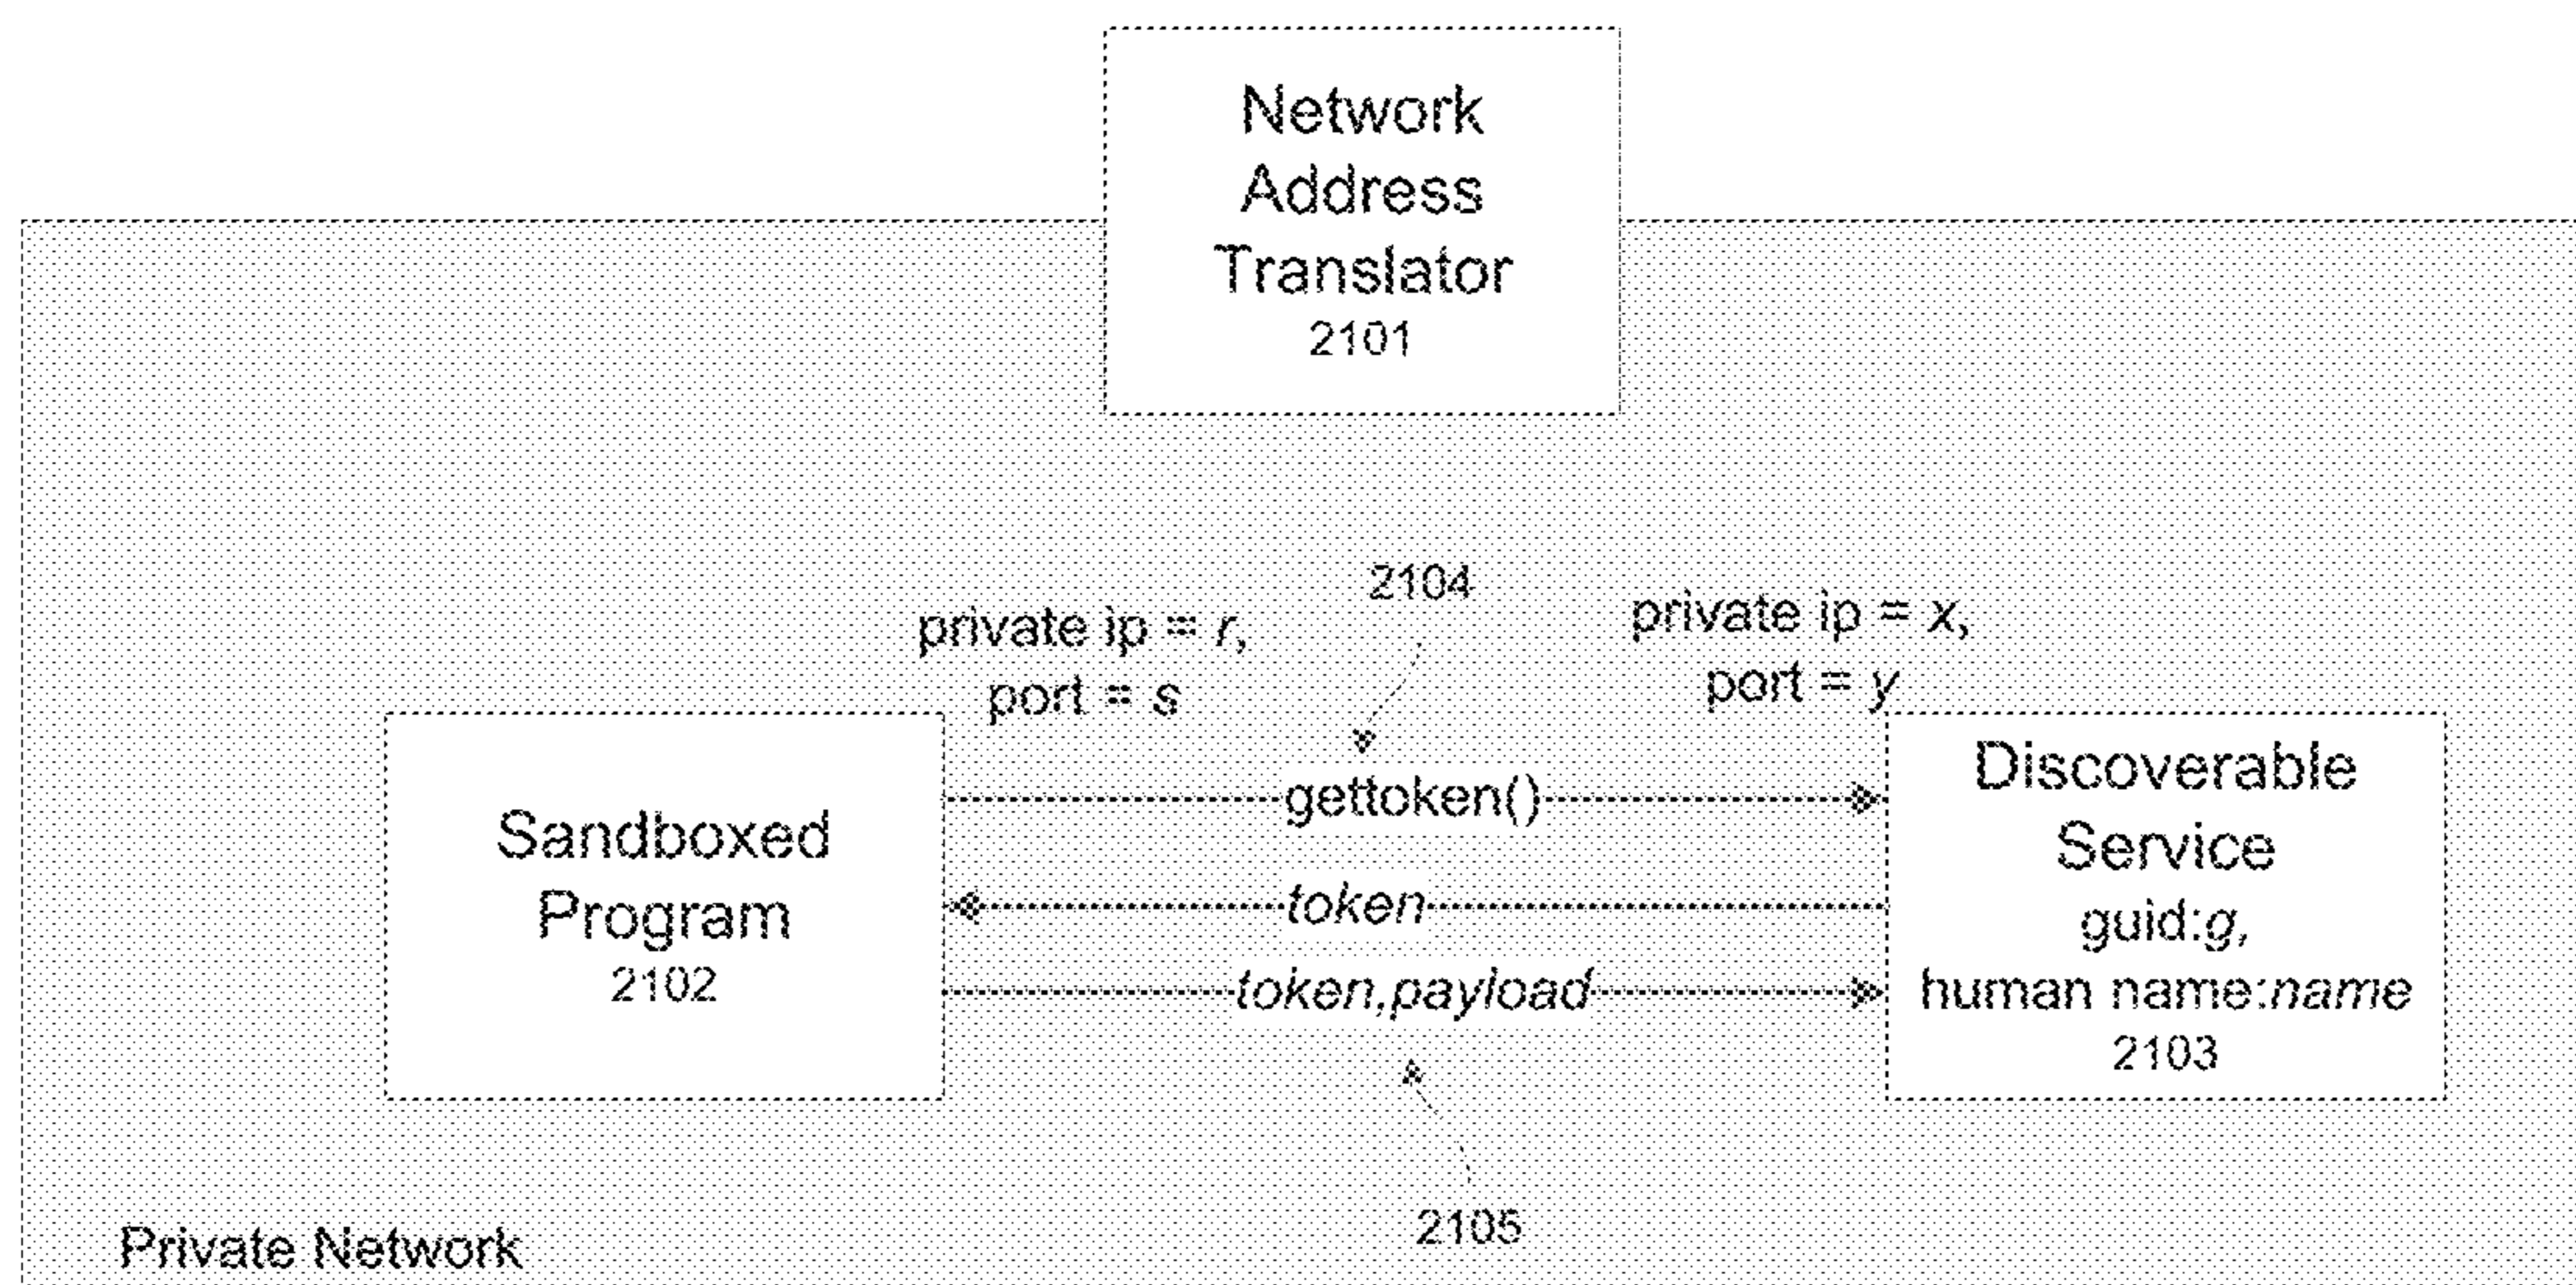 Network
Address
Translator
2101
2104
private ip = r,
port = s
private ip = x,
port = y
Sandboxed
Program
2102
gettoken()
token
token,payload
Discoverable
Service
guid:g,
human name:name
2103
2105
Private Network